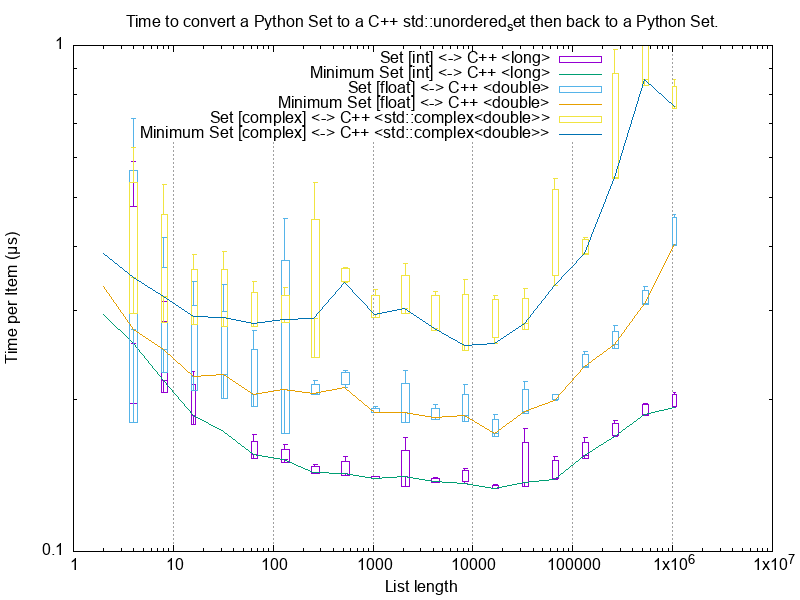 Time to convert a Python Set to a C++ std::unordered_set then back to a Python Set.
Set [int] <-> C++ <long>
Minimum Set [int] <-> C++ <long>
Set [float] <-> C++ <double>
Minimum Set [float] <-> C++ <double>
Set [complex] <-> C++ <std::complex<double>>
Minimum Set [complex] <-> C++ <std::complex<double>>
Time per Item (µs)
1
0.1
1 10 100 1000 10000 100000 1x10^6 1x10^7
List length